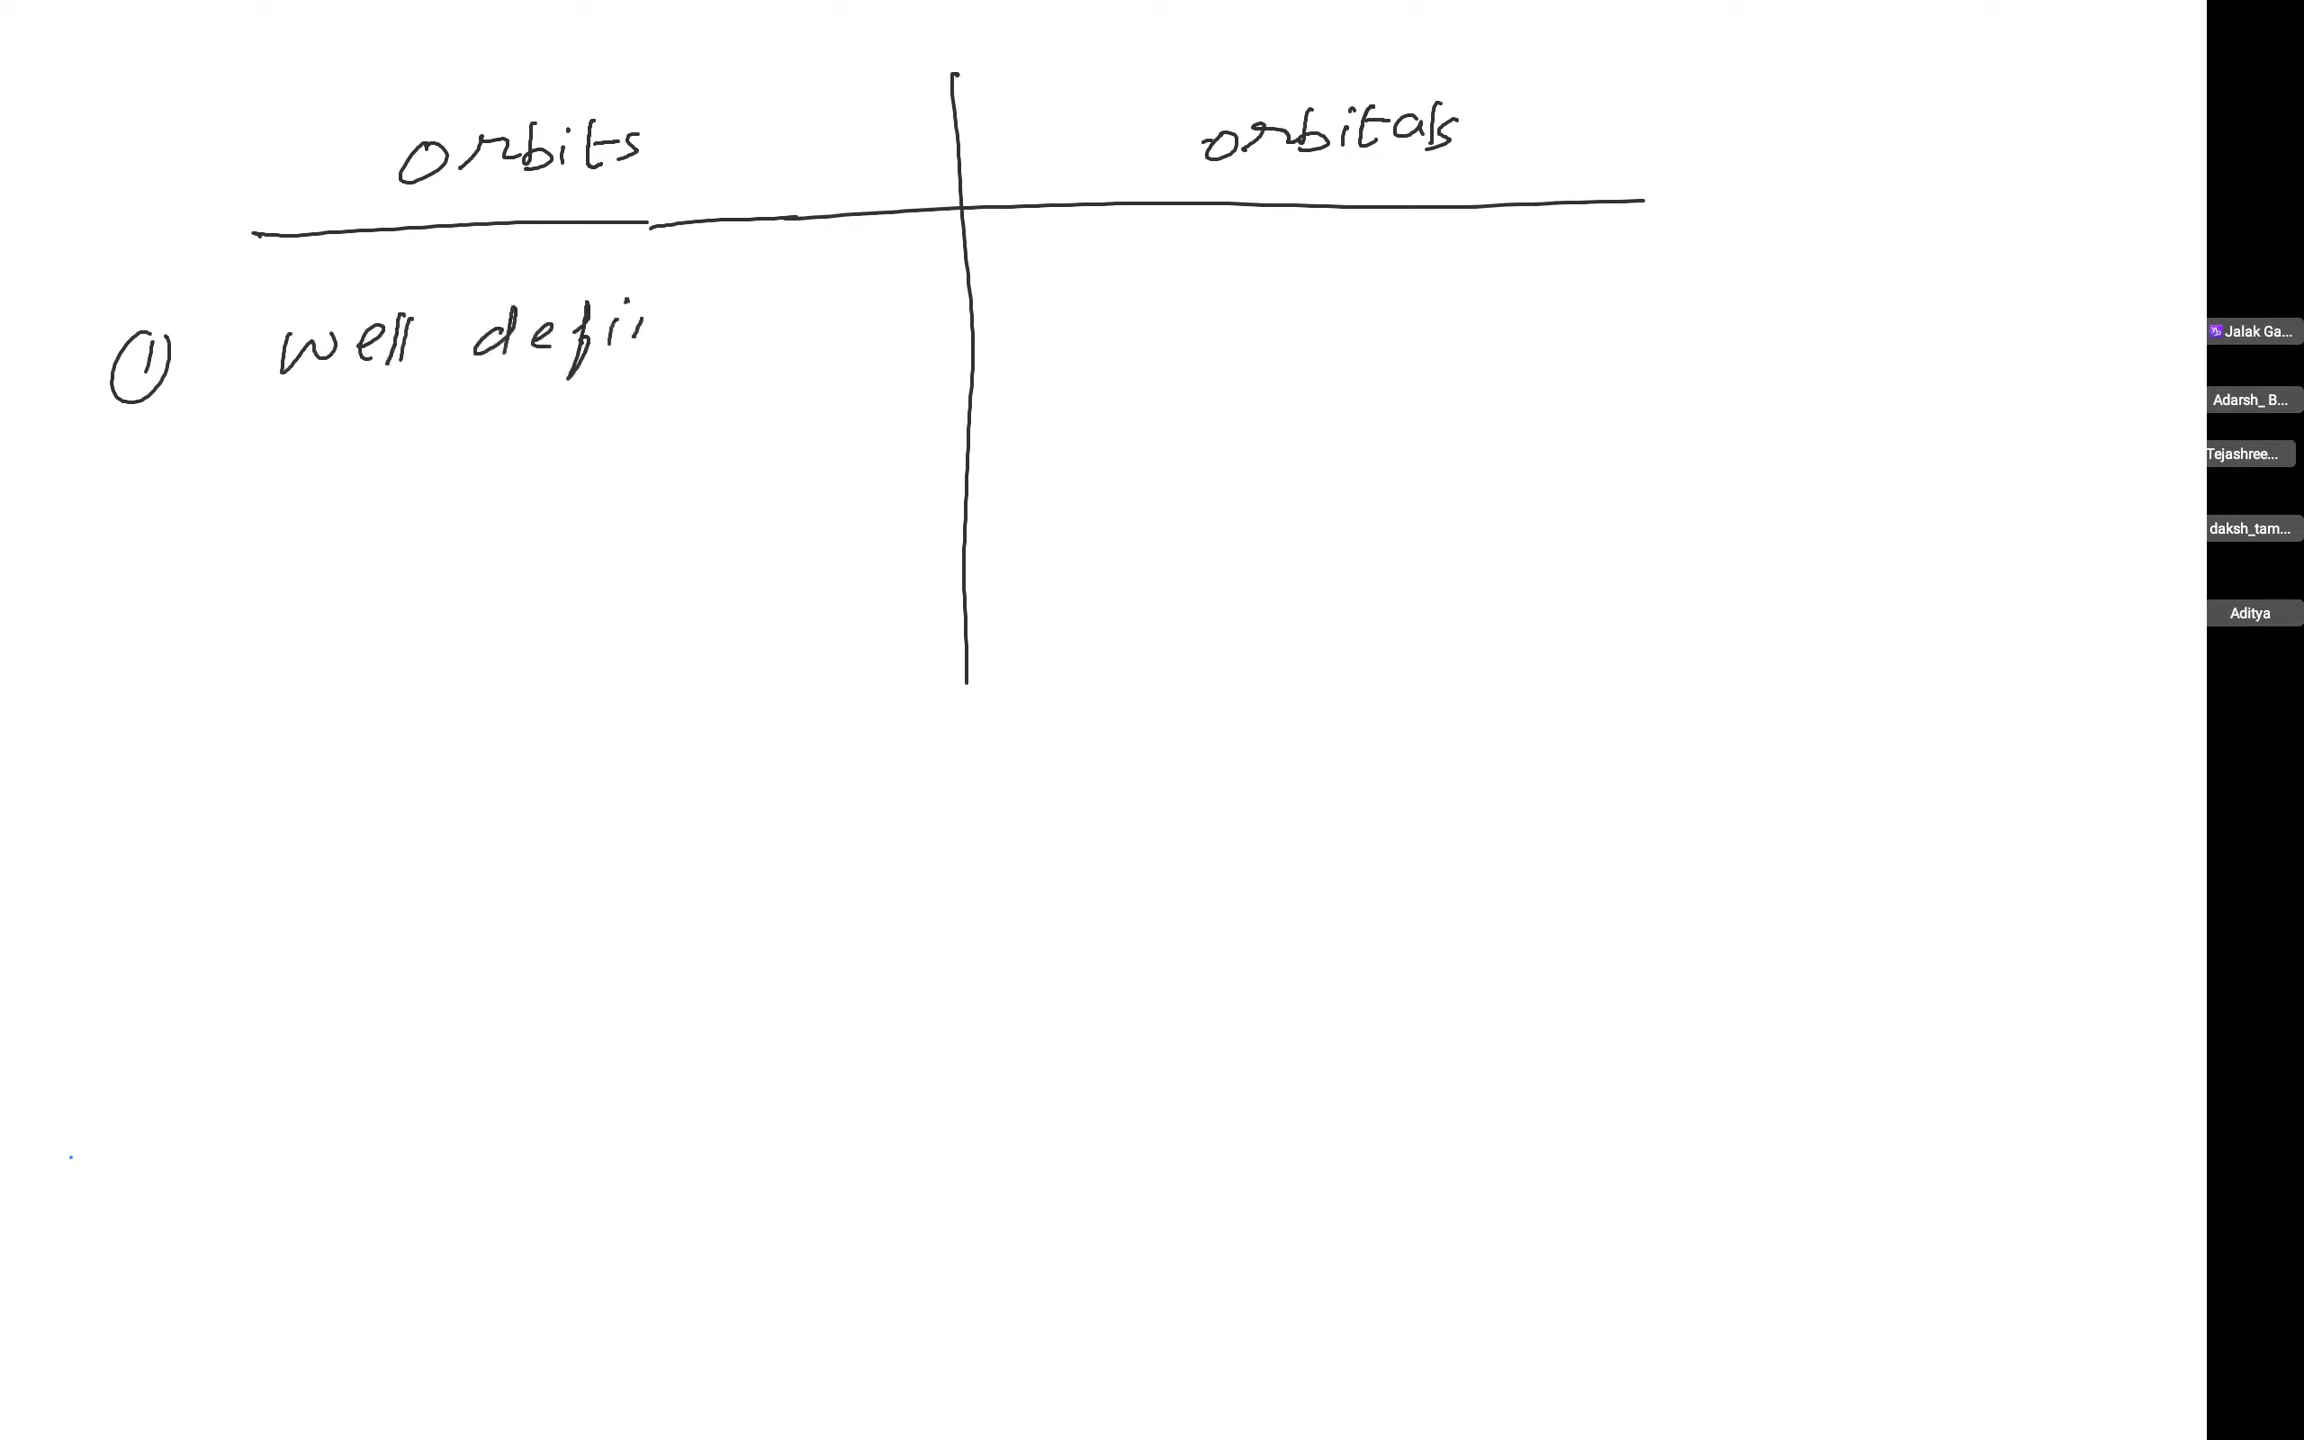 orbits
orbitals
① well defi
Jalak Ga...
Adarsh_ B...
Tejashree...
daksh_tam...
Aditya